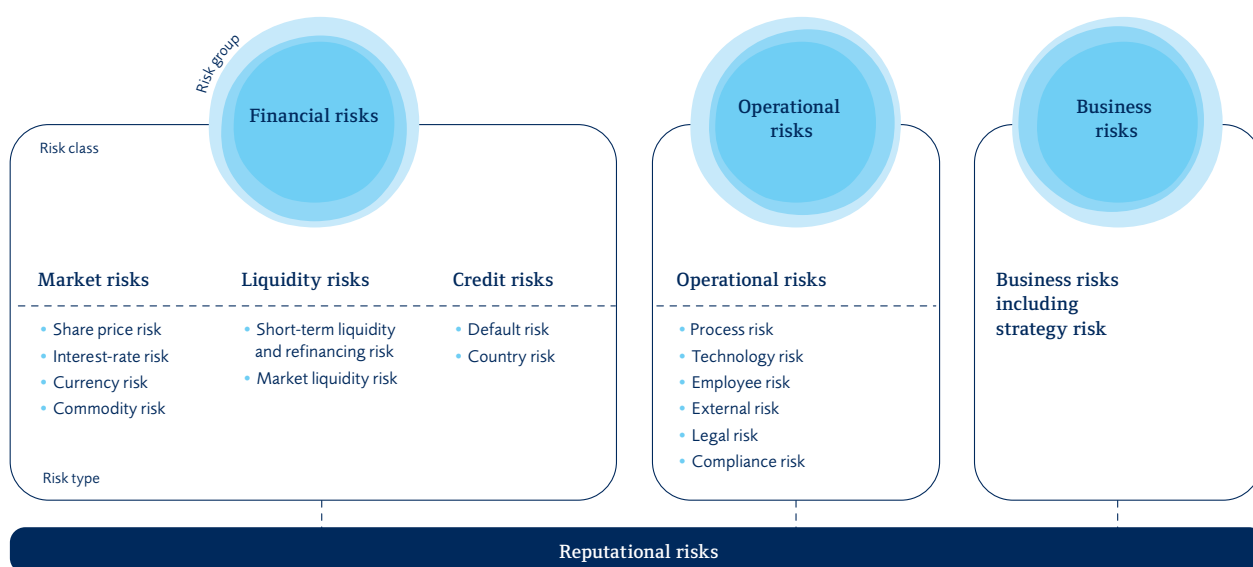 Risk group
Financial risks
Risk class
Market risks
Share price risk
Interest-rate risk
Currency risk
Commodity risk
Liquidity risks
Short-term liquidity
and refinancing risk
Market liquidity risk
Credit risks
Default risk
Country risk
Risk type
Operational
risks
Operational risks
Process risk
Technology risk
Employee risk
External risk
Legal risk
Compliance risk
Business
risks
Business risks
including
strategy risk
Reputational risks